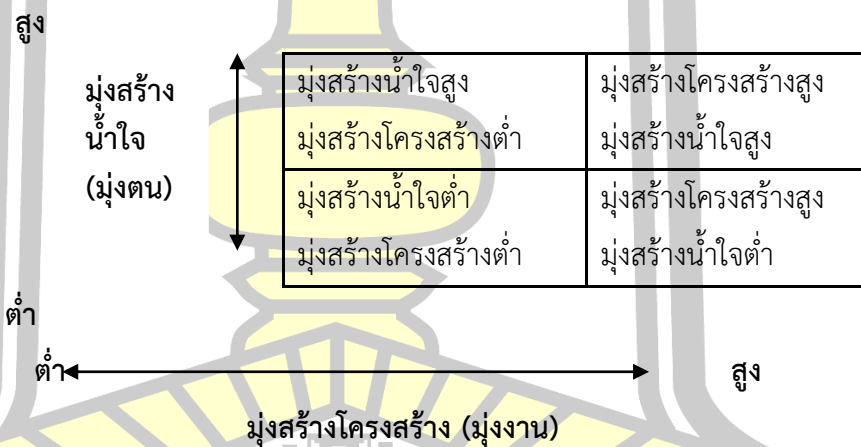 สูง
มุ่งสร้าง
น้ำใจ
(มุ่งตน)
มุ่งสร้างน้ำใจสูง
มุ่งสร้างโครงสร้างต่ำ
มุ่งสร้างโครงสร้างสูง
มุ่งสร้างน้ำใจสูง
มุ่งสร้างน้ำใจต่ำ
มุ่งสร้างโครงสร้างต่ำ
มุ่งสร้างโครงสร้างสูง
มุ่งสร้างน้ำใจต่ำ
ต่ำ
ต่ำ
สูง
มุ่งสร้างโครงสร้าง (มุ่งงาน)